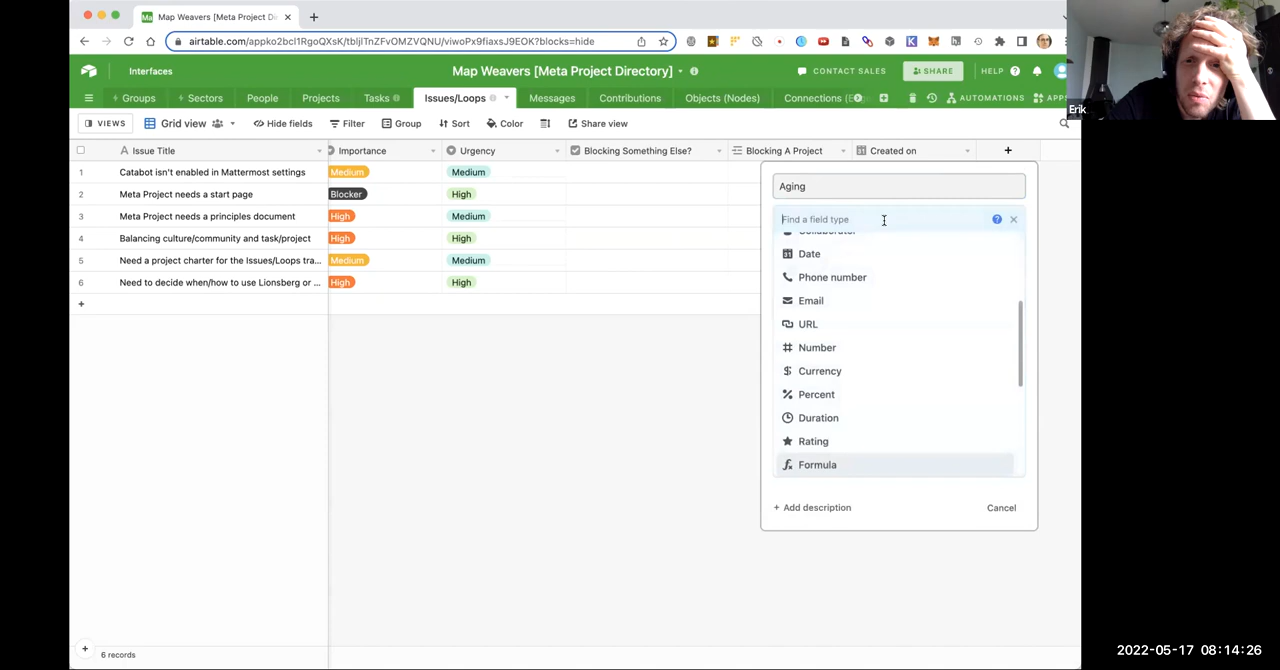 Map Weavers [Meta Project Di
airtable.com/appko2bcl1RgoQXsK/tbljITnZFvOMZVQNU/viwoPx9fiaxsJ9EOK?blocks=hide
Interfaces
Map Weavers [Meta Project Directory]
CONTACT SALES
SHARE
HELP
Groups
Sectors
People
Projects
Tasks
Issues/Loops
Messages
Contributions
Objects (Nodes)
Connections (E
AUTOMATIONS
APP
VIEWS
Grid view
Hide fields
Filter
Group
Sort
Color
Share view
Erik
Issue Title
Importance
Urgency
Blocking Something Else?
Blocking A Project
Created on
1 Catabot isn't enabled in Mattermost settings Medium Medium
2 Meta Project needs a start page Blocker High
3 Meta Project needs a principles document High Medium
4 Balancing culture/community and task/project High High
5 Need a project charter for the Issues/Loops tra... Medium Medium
6 Need to decide when/how to use Lionsberg or ... High High
Aging
Find a field type
Date
Phone number
Email
URL
Number
Currency
Percent
Duration
Rating
Formula
+ Add description
Cancel
6 records
2022-05-17 08:14:26